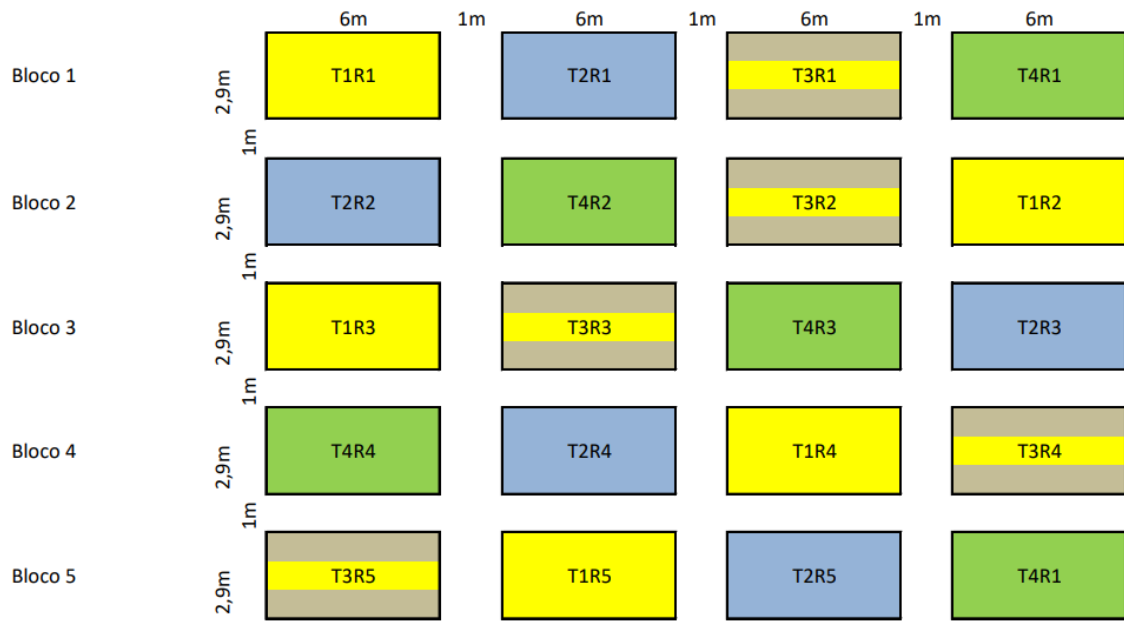 6m 1m 6m 1m 6m 1m 6m
Bloco 1 2,9m T1R1 T2R1 T3R1 T4R1
1m
Bloco 2 2,9m T2R2 T4R2 T3R2 T1R2
1m
Bloco 3 2,9m T1R3 T3R3 T4R3 T2R3
1m
Bloco 4 2,9m T4R4 T2R4 T1R4 T3R4
1m
Bloco 5 2,9m T3R5 T1R5 T2R5 T4R1